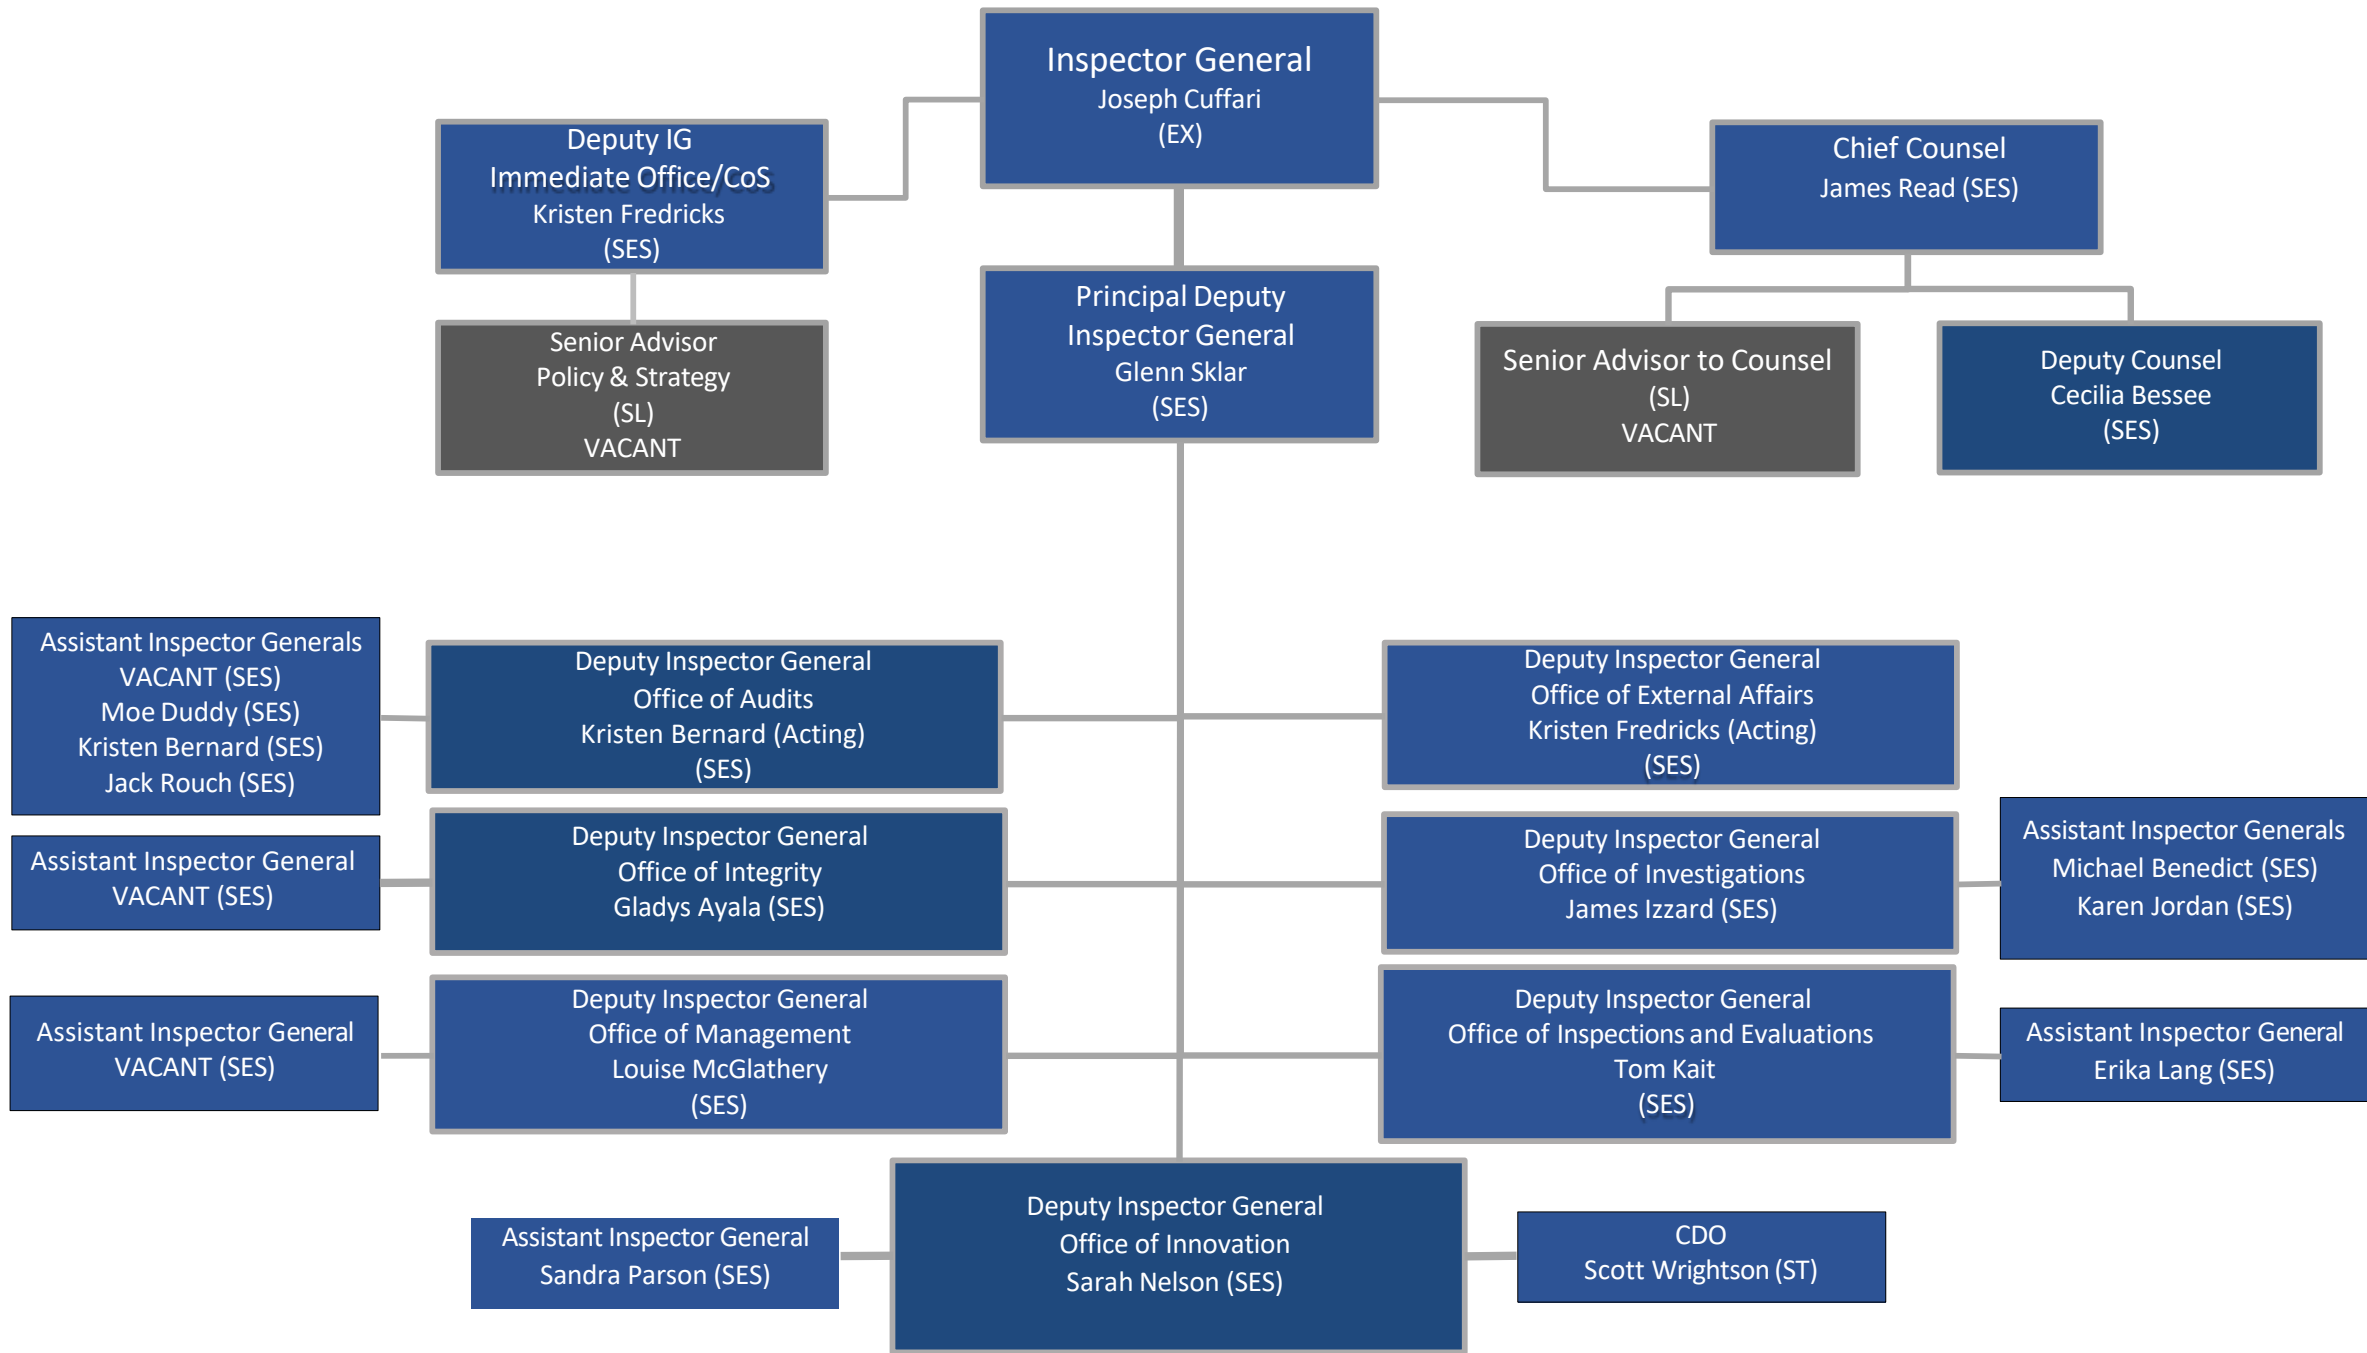 Inspector General
Joseph Cuffari
(EX)
Deputy IG
Immediate Office/CoS
Kristen Fredricks
(SES)
Chief Counsel
James Read (SES)
Principal Deputy
Inspector General
Glenn Sklar
(SES)
Senior Advisor
Policy & Strategy
(SL)
VACANT
Senior Advisor to Counsel
(SL)
VACANT
Deputy Counsel
Cecilia Bessee
(SES)
Assistant Inspector Generals
VACANT (SES)
Moe Duddy (SES)
Kristen Bernard (SES)
Jack Rouch (SES)
Deputy Inspector General
Office of Audits
Kristen Bernard (Acting)
(SES)
Deputy Inspector General
Office of External Affairs
Kristen Fredricks (Acting)
(SES)
Assistant Inspector General
VACANT (SES)
Deputy Inspector General
Office of Integrity
Gladys Ayala (SES)
Deputy Inspector General
Office of Investigations
James Izzard (SES)
Assistant Inspector Generals
Michael Benedict (SES)
Karen Jordan (SES)
Assistant Inspector General
VACANT (SES)
Deputy Inspector General
Office of Management
Louise McGlathery
(SES)
Deputy Inspector General
Office of Inspections and Evaluations
Tom Kait
(SES)
Assistant Inspector General
Erika Lang (SES)
Assistant Inspector General
Sandra Parson (SES)
Deputy Inspector General
Office of Innovation
Sarah Nelson (SES)
CDO
Scott Wrightson (ST)